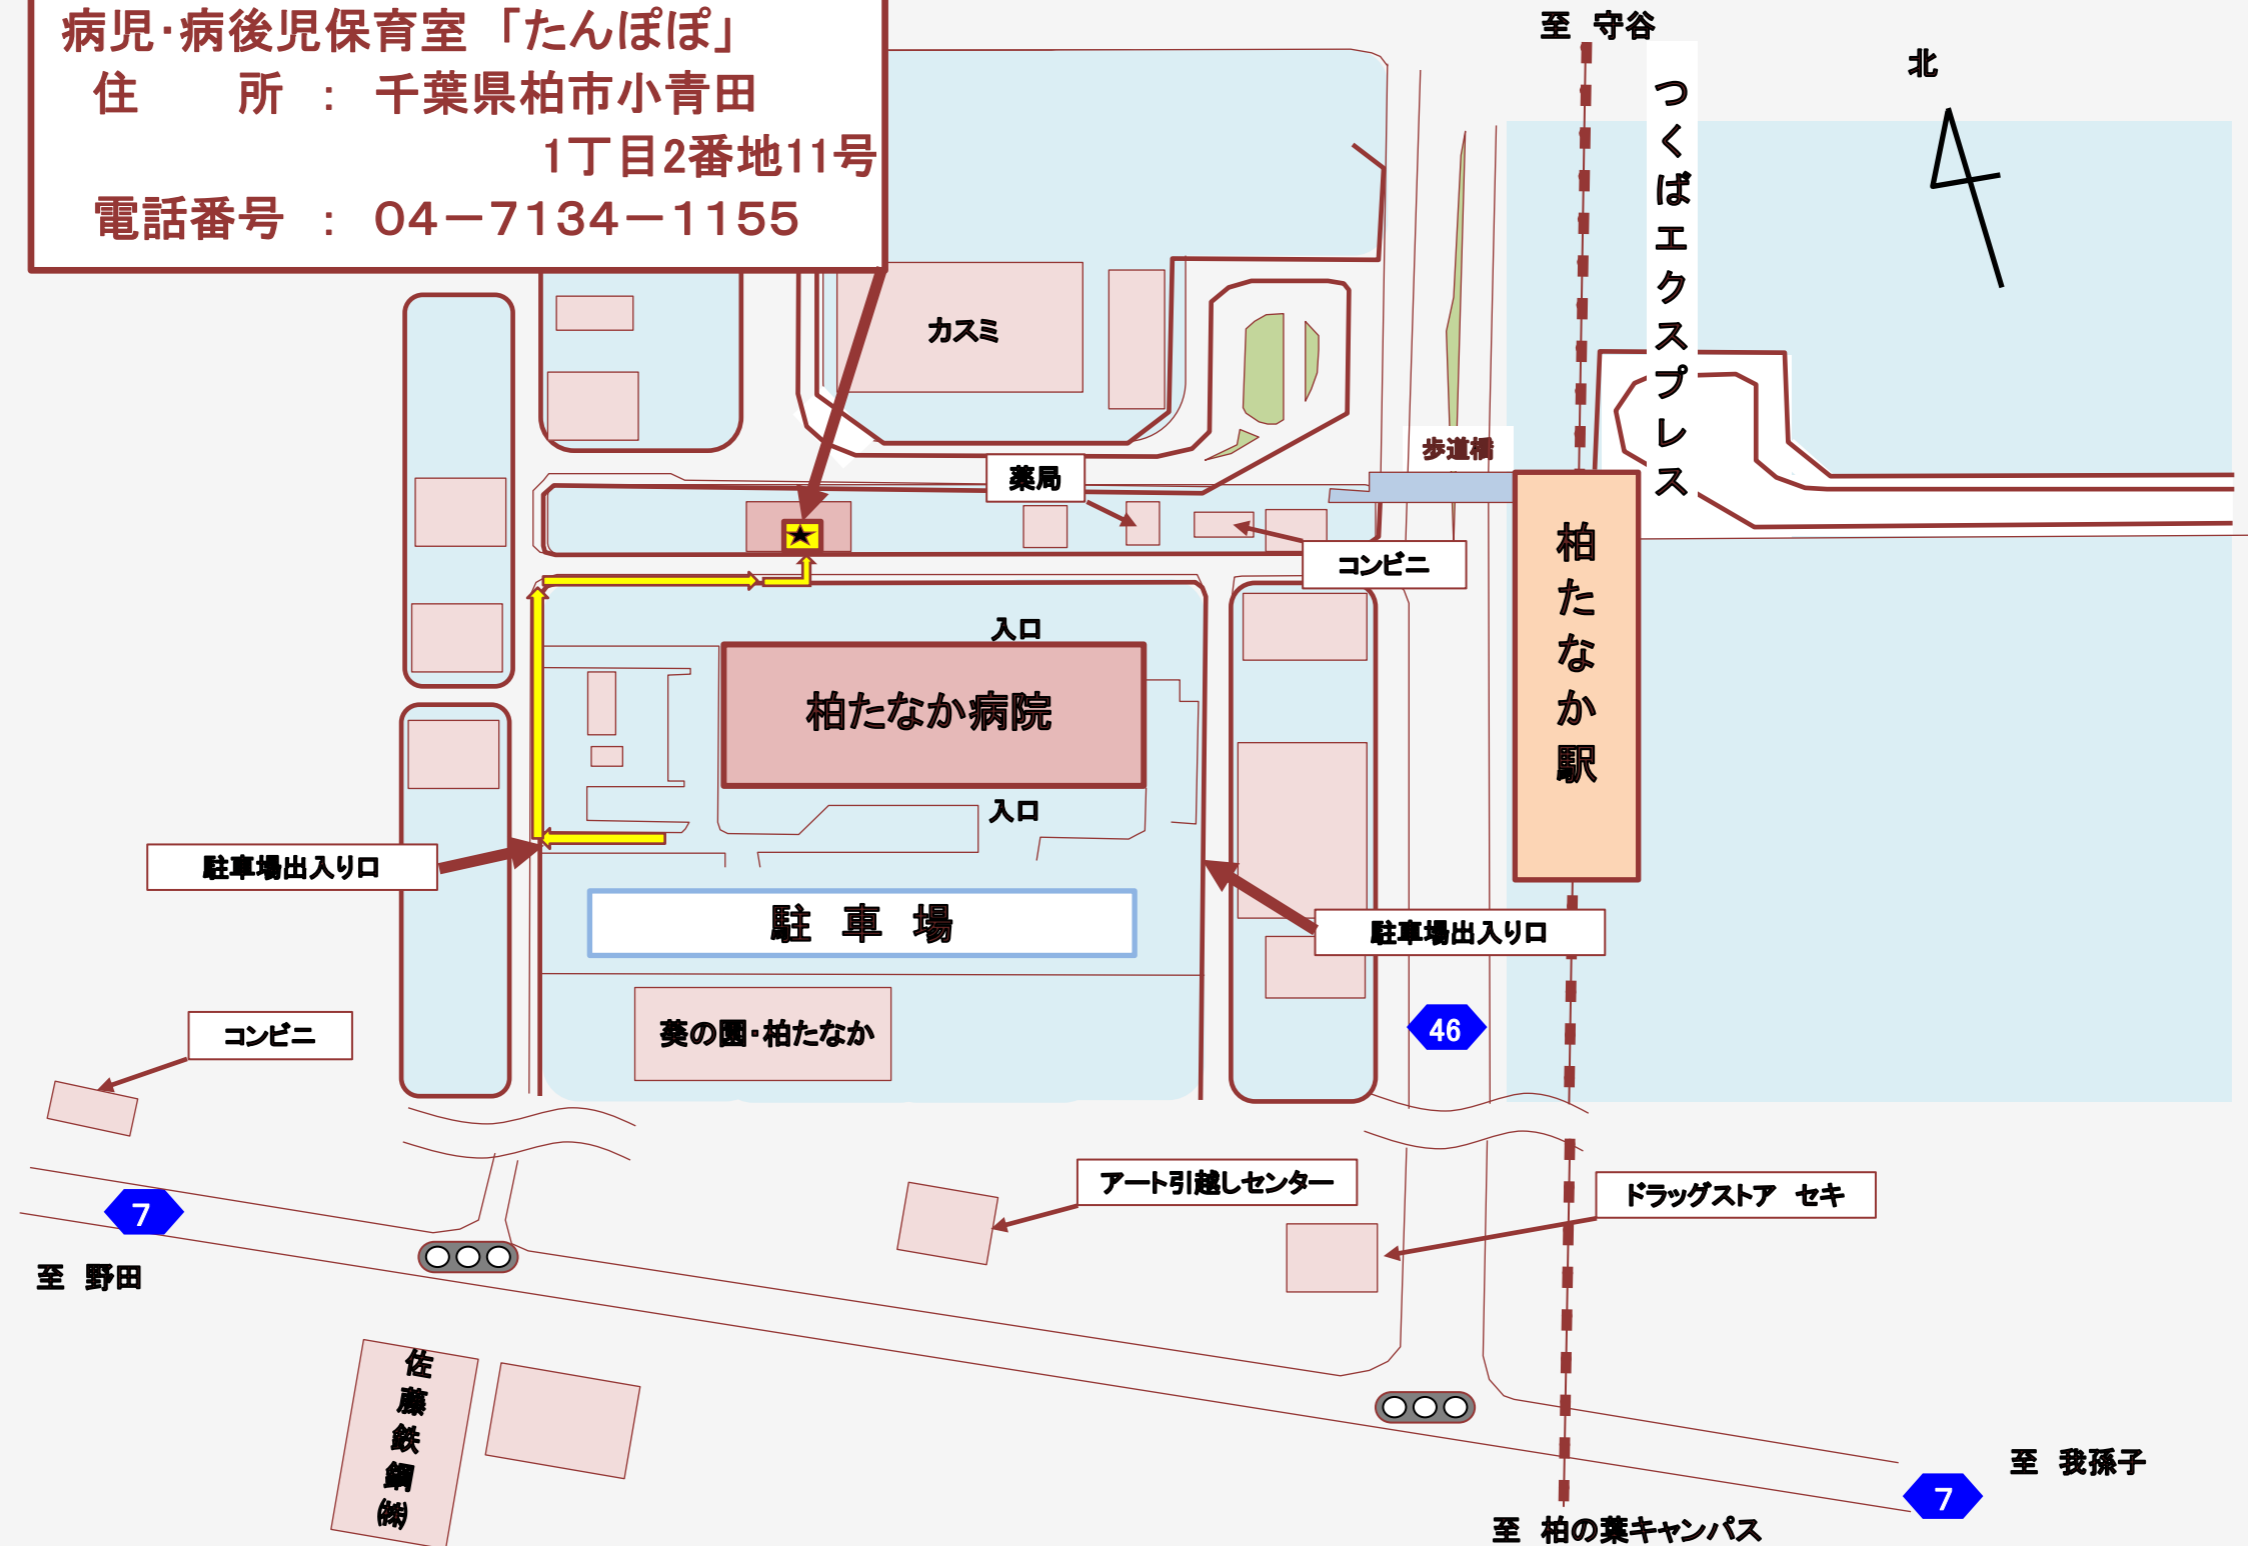 病児・病後児保育室 「たんぽぽ」
住　所 ： 千葉県柏市小青田
1丁目2番地11号
電話番号 ： 04－7134－1155
至 守谷
北
つくばエクスプレス
カスミ
歩道橋
薬局
コンビニ
柏たなか駅
入口
柏たなか病院
入口
駐車場出入り口
駐 車 場
駐車場出入り口
葵の園・柏たなか
コンビニ
46
アート引越しセンター
ドラッグストア セキ
7
至 野田
佐藤鉄鋼㈱
至 我孫子
7
至 柏の葉キャンパス